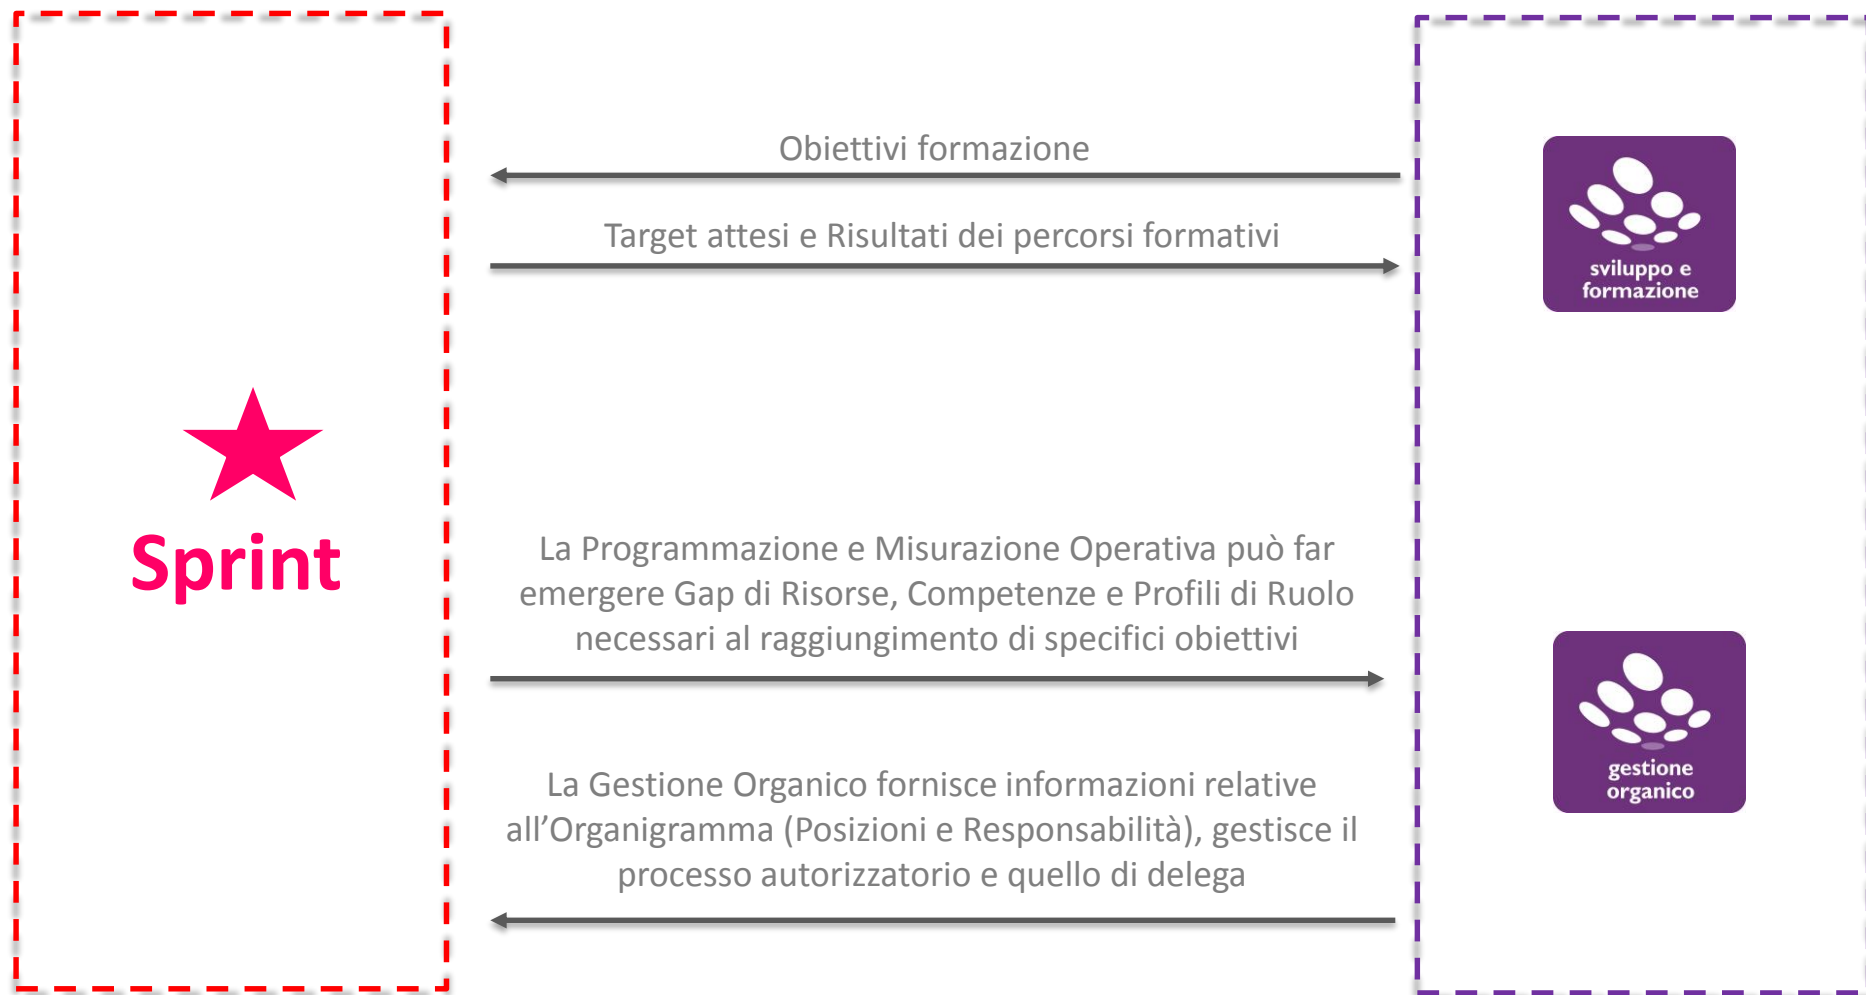 Obiettivi formazione
Target attesi e Risultati dei percorsi formativi
sviluppo e
formazione
Sprint
La Programmazione e Misurazione Operativa può far
emergere Gap di Risorse, Competenze e Profili di Ruolo
necessari al raggiungimento di specifici obiettivi
gestione
organico
La Gestione Organico fornisce informazioni relative
all’Organigramma (Posizioni e Responsabilità), gestisce il
processo autorizzatorio e quello di delega